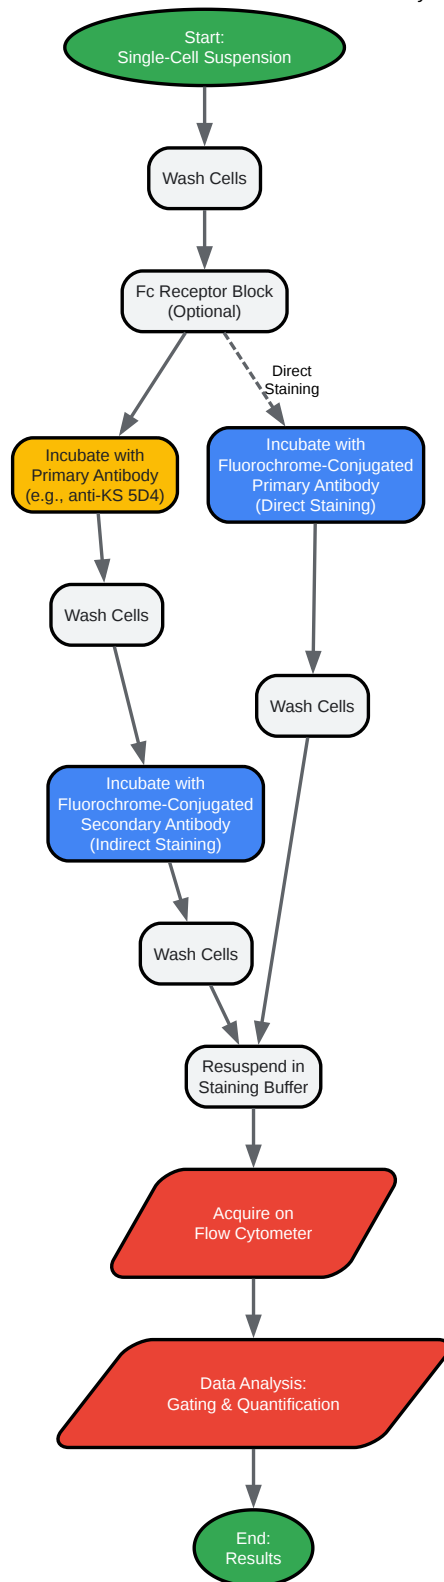 Start:
Single-Cell Suspension
Wash Cells
Fc Receptor Block
(Optional)
Direct
Staining
Incubate with
Primary Antibody
(e.g., anti-KS 5D4)
Incubate with
Fluorochrome-Conjugated
Primary Antibody
(Direct Staining)
Wash Cells
Wash Cells
Incubate with
Fluorochrome-Conjugated
Secondary Antibody
(Indirect Staining)
Wash Cells
Resuspend in
Staining Buffer
Acquire on
Flow Cytometer
Data Analysis:
Gating & Quantification
End:
Results